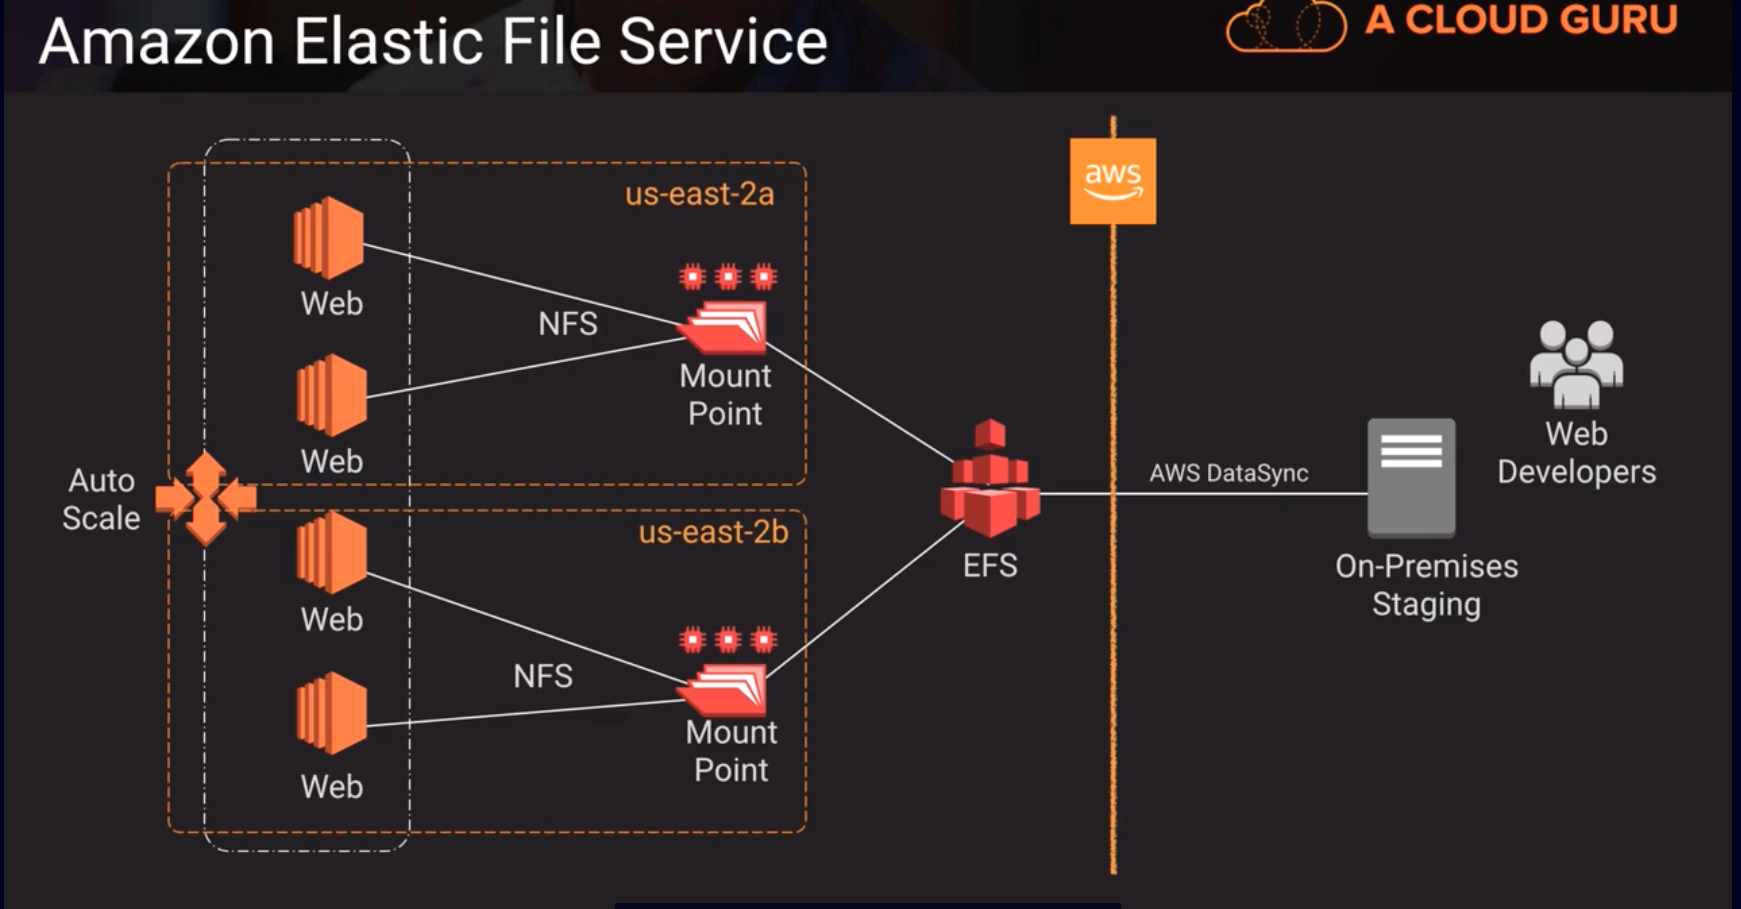 Amazon Elastic File Service
A CLOUD GURU
us-east-2a
aws
Web
NFS
Mount
Point
Web
Auto
Scale
Web
Developers
AWS DataSync
us-east-2b
EFS
On-Premises
Staging
Web
NFS
Mount
Point
Web